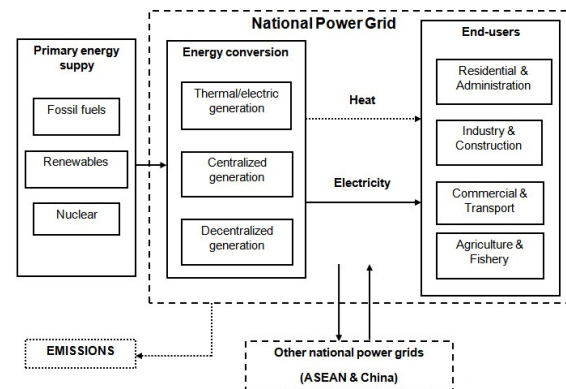 National Power Grid
Primary energy
suppy
Fossil fuels
Renewables
Nuclear
Energy conversion
Thermal/electric
generation
Centralized
generation
Decentralized
generation
Heat
Electricity
End-users
Residential &
Administration
Industry &
Construction
Commercial &
Transport
Agriculture &
Fishery
EMISSIONS
Other national power grids
(ASEAN & China)